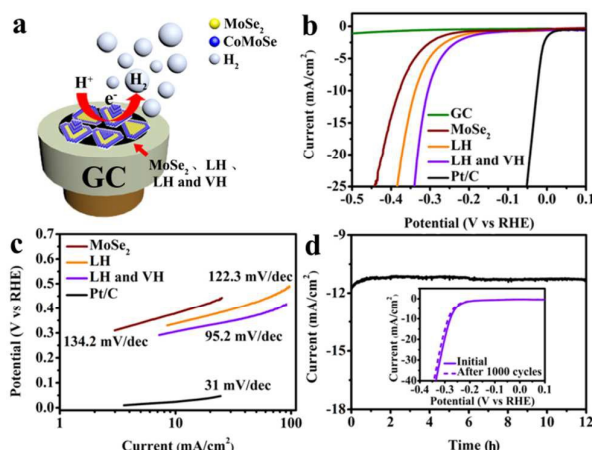 a
MoSe2
CoMoSe
H2
H+
e-
H2
GC
MoSe2、LH、
LH and VH
b
0
-5
-10
-15
-20
-25
Current (mA/cm2)
GC
MoSe2
LH
LH and VH
Pt/C
-0.5 -0.4 -0.3 -0.2 -0.1 0.0 0.1
Potential (V vs RHE)
c
0.7
0.6
0.5
0.4
0.3
0.2
0.1
0.0
Potential (V vs RHE)
MoSe2
LH
LH and VH
Pt/C
122.3 mV/dec
134.2 mV/dec
95.2 mV/dec
31 mV/dec
1 10 100
Current (mA/cm2)
d
-9
-12
-15
-18
Current (mA/cm2)
0
-10
-20
-30
-40
Current (mA/cm2)
Initial
After 1000 cycles
-0.4 -0.3 -0.2 -0.1 0.0 0.1
Potential (V vs RHE)
0 2 4 6 8 10 12
Time (h)